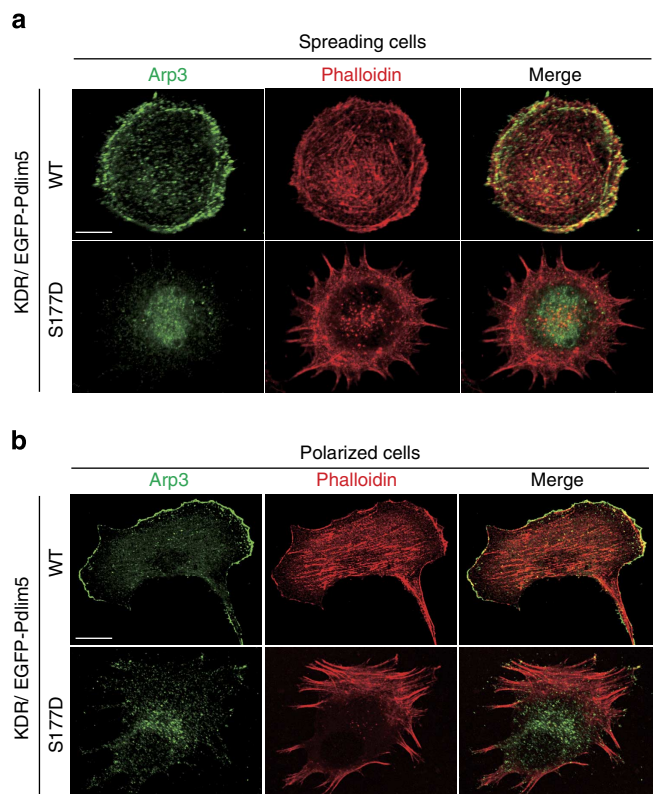 a
Spreading cells
Arp3 Phalloidin Merge
KDR/ EGFP-Pdlim5
WT
S177D
b
Polarized cells
Arp3 Phalloidin Merge
KDR/ EGFP-Pdlim5
WT
S177D